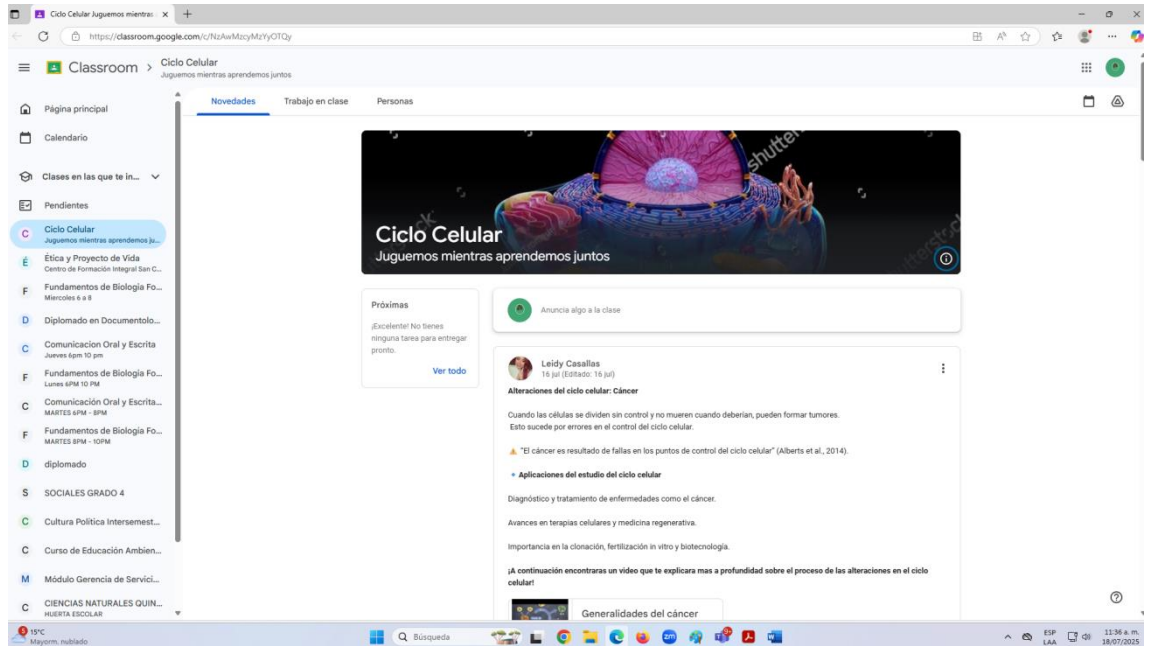 Ciclo Celular Juguemos mientras
https://classroom.google.com/c/NzAwMzcyMzYyOTQy
Classroom
Ciclo Celular
Juguemos mientras aprendemos juntos
Página principal
Calendario
Clases en las que te in...
Pendientes
C Ciclo Celular
Juguemos mientras aprendemos ju...
É Ética y Proyecto de Vida
Centro de Formación Integral San C...
F Fundamentos de Biologia Fo...
Miercoles 6 a 8
D Diplomado en Documentolo...
C Comunicacion Oral y Escrita
Jueves 6pm 10 pm
F Fundamentos de Biologia Fo...
Lunes 6PM 10 PM
C Comunicación Oral y Escrita...
MARTES 6PM - 8PM
F Fundamentos de Biologia Fo...
MARTES 8PM - 10PM
D diplomado
S SOCIALES GRADO 4
C Cultura Política Intersemest...
C Curso de Educación Ambien...
M Módulo Gerencia de Servici...
C CIENCIAS NATURALES QUIN...
HUERTA ESCOLAR
Novedades Trabajo en clase Personas
shutterstock
Ciclo Celular
Juguemos mientras aprendemos juntos
Próximas
¡Excelente! No tienes
ninguna tarea para entregar
pronto.
Ver todo
Anuncia algo a la clase
Leidy Casallas
16 jul (Editado: 16 jul)
Alteraciones del ciclo celular: Cáncer
Cuando las células se dividen sin control y no mueren cuando deberían, pueden formar tumores.
Esto sucede por errores en el control del ciclo celular.
⚠️ "El cáncer es resultado de fallas en los puntos de control del ciclo celular" (Alberts et al., 2014).
🔹 Aplicaciones del estudio del ciclo celular
Diagnóstico y tratamiento de enfermedades como el cáncer.
Avances en terapias celulares y medicina regenerativa.
Importancia en la clonación, fertilización in vitro y biotecnología.
¡A continuación encontraras un video que te explicara mas a profundidad sobre el proceso de las alteraciones en el ciclo
celular!
Generalidades del cáncer
15°C
Mayorm. nublado
Búsqueda
ESP
LAA
11:36 a. m.
18/07/2025